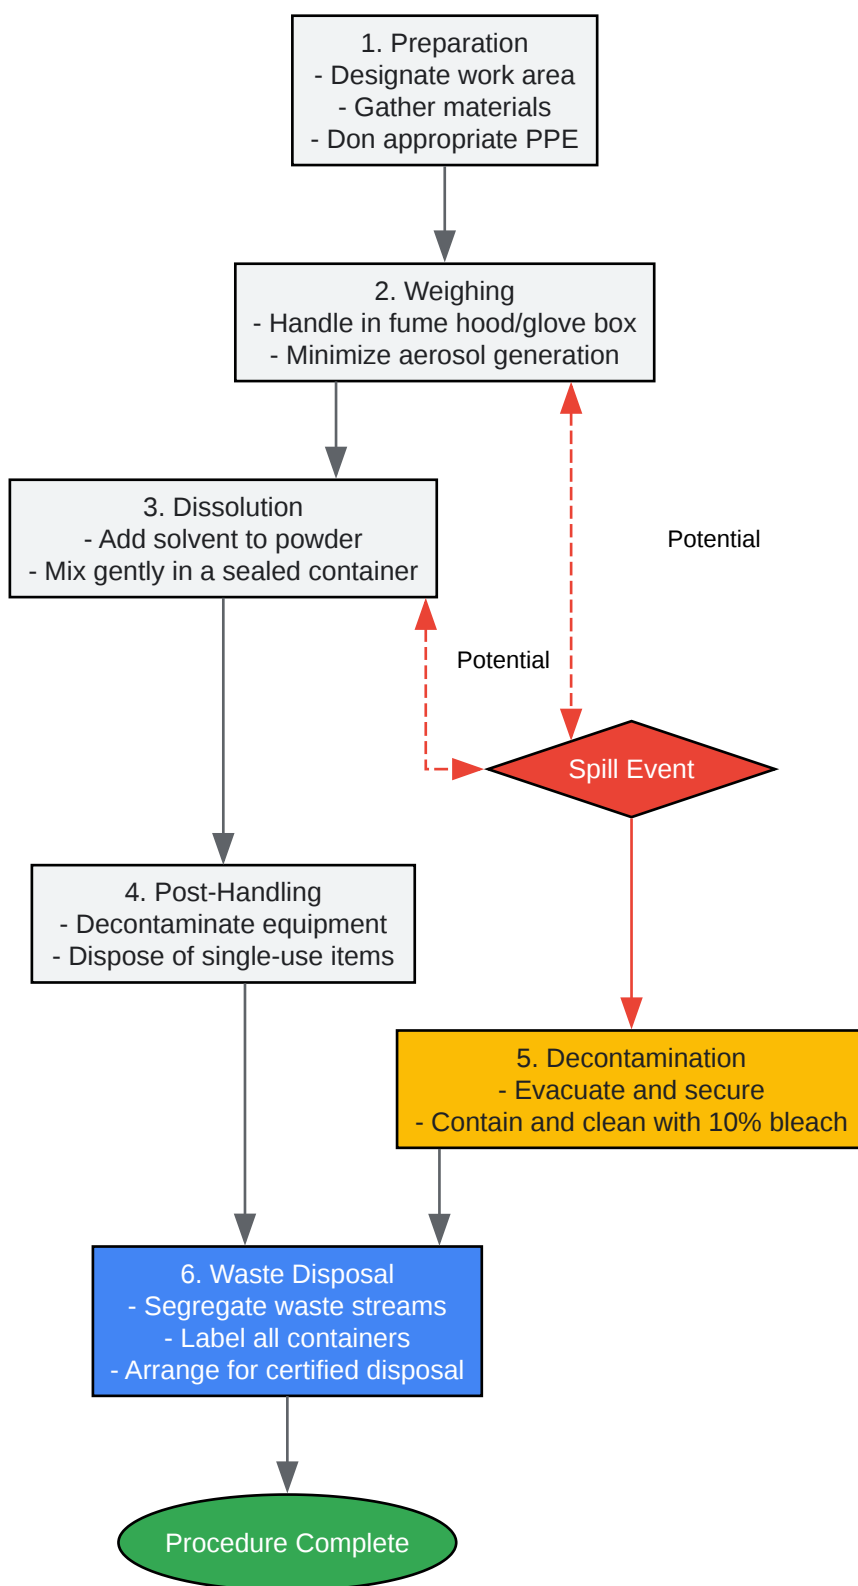 1. Preparation
- Designate work area
- Gather materials
- Don appropriate PPE
2. Weighing
- Handle in fume hood/glove box
- Minimize aerosol generation
3. Dissolution
- Add solvent to powder
- Mix gently in a sealed container
Potential
Potential
Spill Event
4. Post-Handling
- Decontaminate equipment
- Dispose of single-use items
5. Decontamination
- Evacuate and secure
- Contain and clean with 10% bleach
6. Waste Disposal
- Segregate waste streams
- Label all containers
- Arrange for certified disposal
Procedure Complete